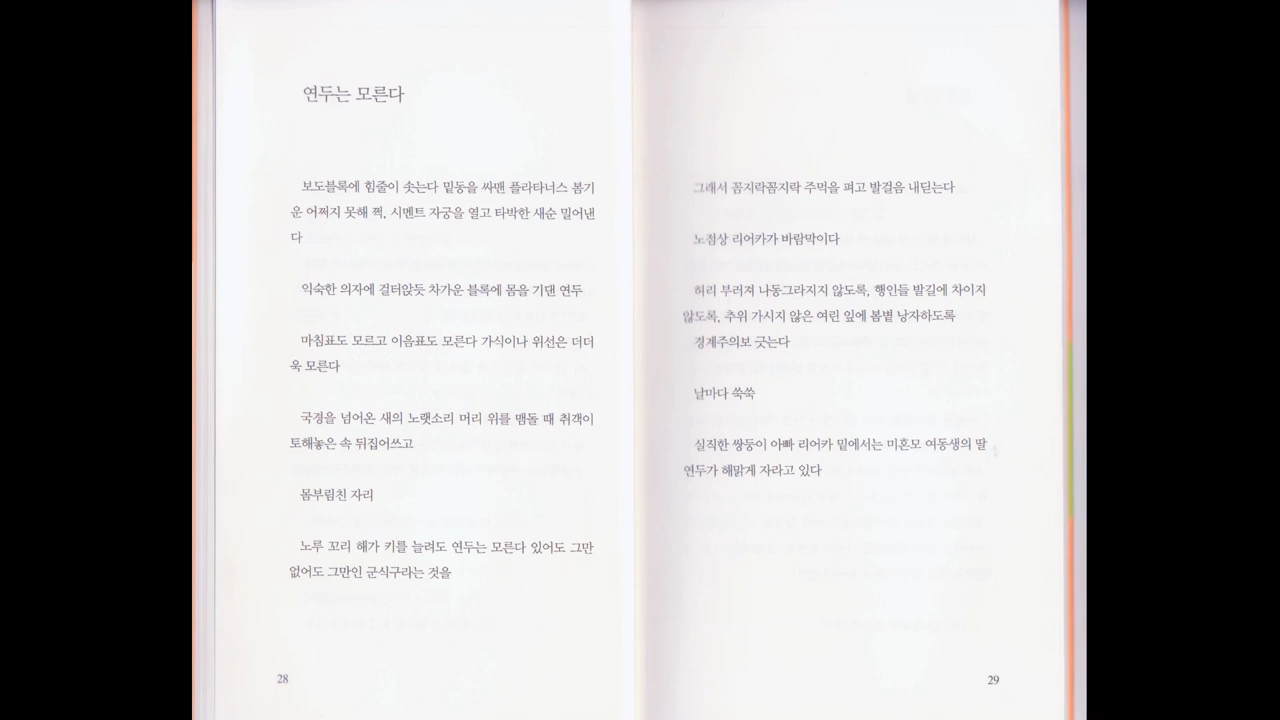 연두는 모른다
보도블록에 힘줄이 솟는다 밑동을 싸맨 플라타너스 봄기
운 어쩌지 못해 쩍, 시멘트 자궁을 열고 타박한 새순 밀어낸
다
익숙한 의자에 걸터앉듯 차가운 블록에 몸을 기댄 연두
마침표도 모르고 이음표도 모른다 가식이나 위선은 더더
욱 모른다
국경을 넘어온 새의 노랫소리 머리 위를 맴돌 때 취객이
토해놓은 속 뒤집어쓰고
몸부림친 자리
노루 꼬리 해가 키를 늘려도 연두는 모른다 있어도 그만
없어도 그만인 군식구라는 것을
28
그래서 꼼지락꼼지락 주먹을 펴고 발걸음 내딛는다
노점상 리어카가 바람막이다
허리 부러져 나동그라지지 않도록, 행인들 발길에 차이지
않도록, 추위 가시지 않은 여린 잎에 봄볕 낭자하도록
경계주의보 긋는다
날마다 쑥쑥
실직한 쌍둥이 아빠 리어카 밑에서는 미혼모 여동생의 딸
연두가 해맑게 자라고 있다
29